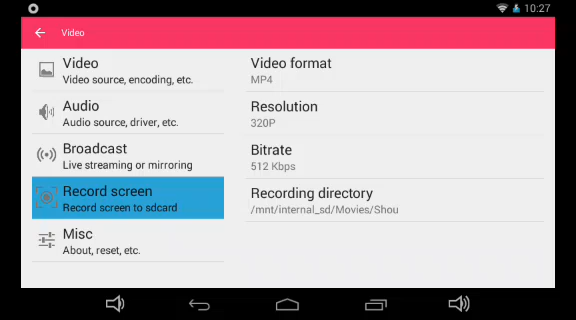 10:27
Video
Video
Video source, encoding, etc.
Audio
Audio source, driver, etc.
Broadcast
Live streaming or mirroring
Record screen
Record screen to sdcard
Misc
About, reset, etc.
Video format
MP4
Resolution
320P
Bitrate
512 Kbps
Recording directory
/mnt/internal_sd/Movies/Shou